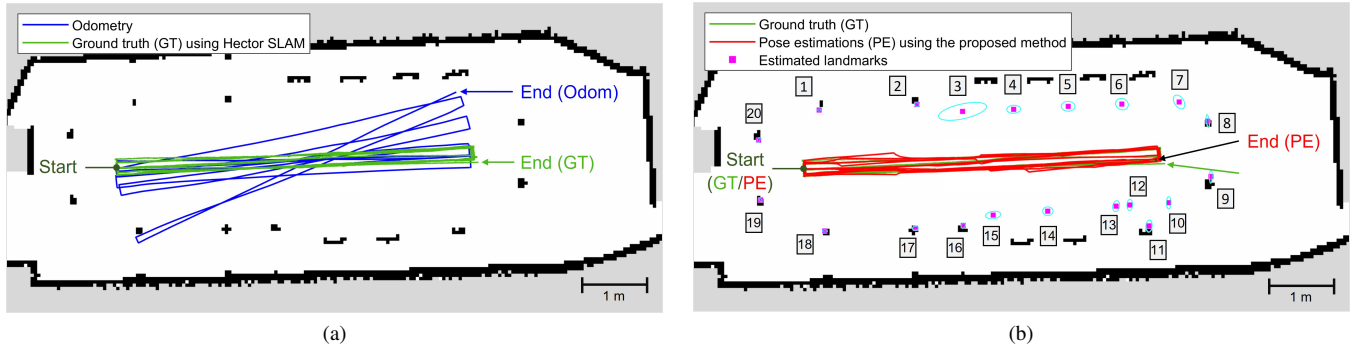 Odometry
Ground truth (GT) using Hector SLAM
End (Odom)
Start
End (GT)
1 m
(a)
Ground truth (GT)
Pose estimations (PE) using the proposed method
Estimated landmarks
1
2
3
4
5
6
7
20
8
End (PE)
Start
(GT/PE)
12
9
19
18
17
16
15
14
13
10
11
1 m
(b)